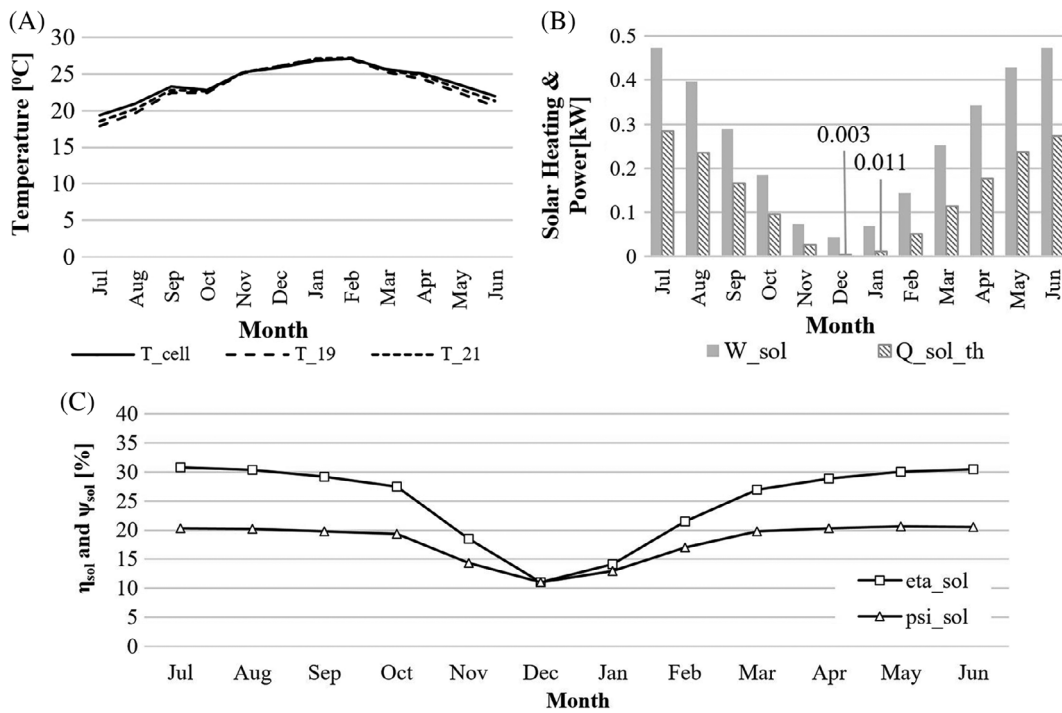 (A)
Temperature [⁰C]
30
25
20
15
10
5
0
Jul Aug Sep Oct Nov Dec Jan Feb Mar Apr May Jun
Month
T_cell T_19 T_21
(B)
Solar Heating &
Power[kW]
0.5
0.4
0.3
0.2
0.1
0
0.003
0.011
Jul Aug Sep Oct Nov Dec Jan Feb Mar Apr May Jun
Month
W_sol Q_sol_th
(C)
η_sol and ψ_sol [%]
40
35
30
25
20
15
10
5
0
eta_sol
psi_sol
Jul Aug Sep Oct Nov Dec Jan Feb Mar Apr May Jun
Month